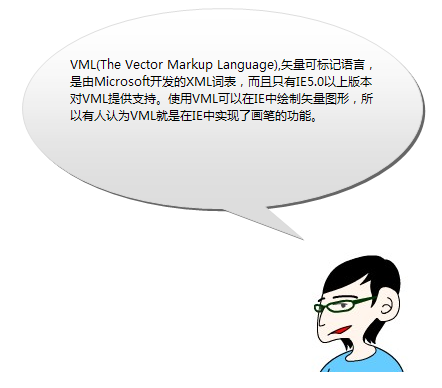 VML(The Vector Markup Language),矢量可标记语言，
是由Microsoft开发的XML词表，而且只有IE5.0以上版本
对VML提供支持。使用VML可以在IE中绘制矢量图形，所
以有人认为VML就是在IE中实现了画笔的功能。